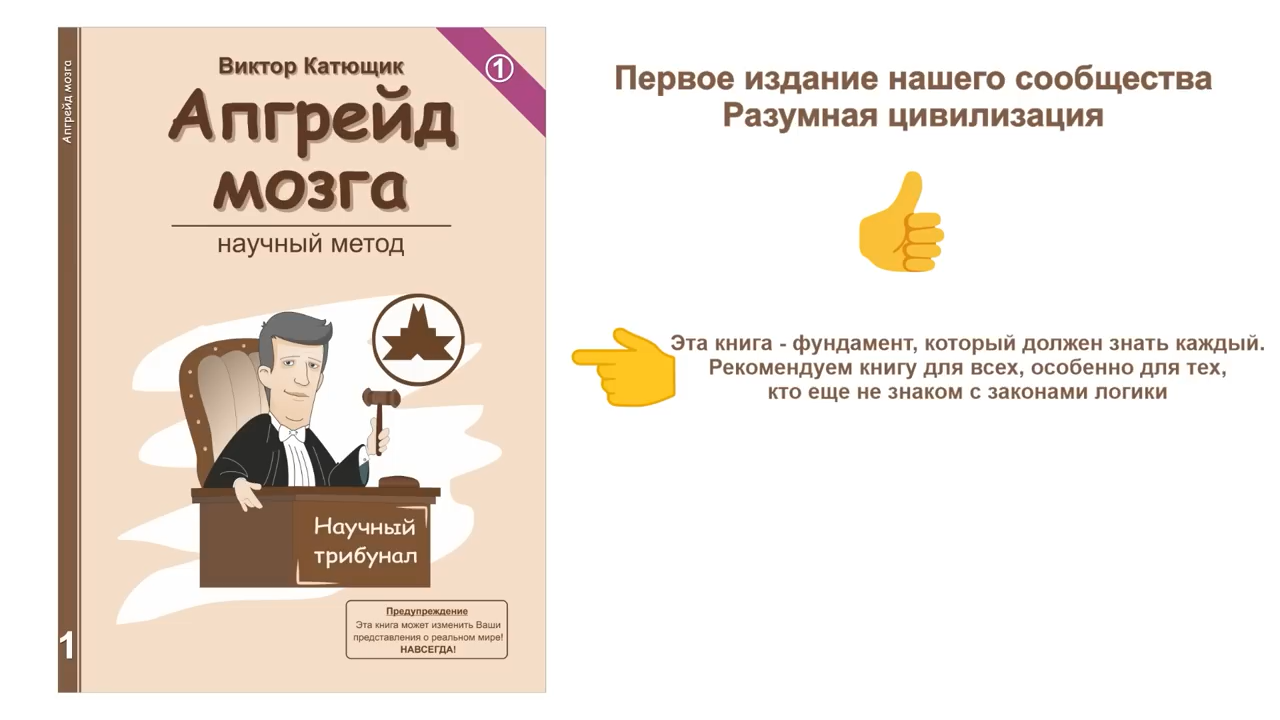 Апгрейд мозга
1
Виктор Катющик
1
Апгрейд
мозга
научный метод
Научный
трибунал
Предупреждение
Эта книга может изменить Ваши
представления о реальном мире!
НАВСЕГДА!
Первое издание нашего сообщества
Разумная цивилизация
Эта книга - фундамент, который должен знать каждый.
Рекомендуем книгу для всех, особенно для тех,
кто еще не знаком с законами логики